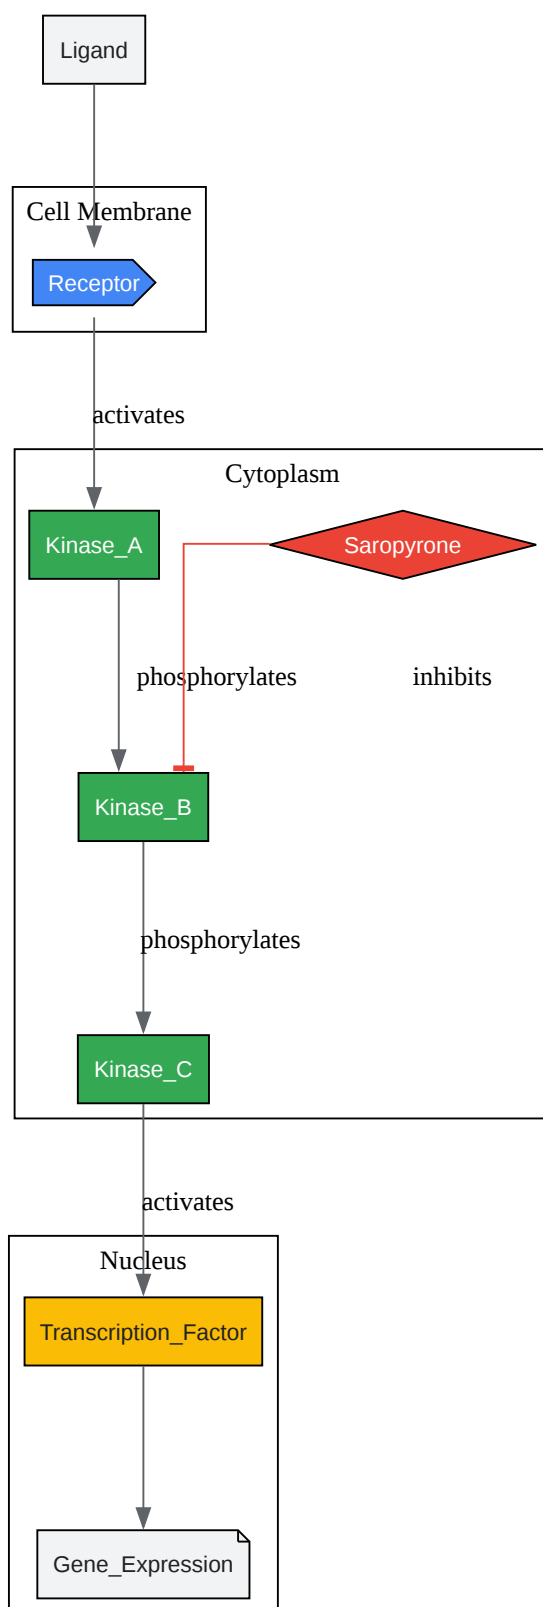 Ligand
Cell Membrane
Receptor
activates
Cytoplasm
Kinase_A
Saropyrone
phosphorylates
inhibits
Kinase_B
phosphorylates
Kinase_C
activates
Nucleus
Transcription_Factor
Gene_Expression